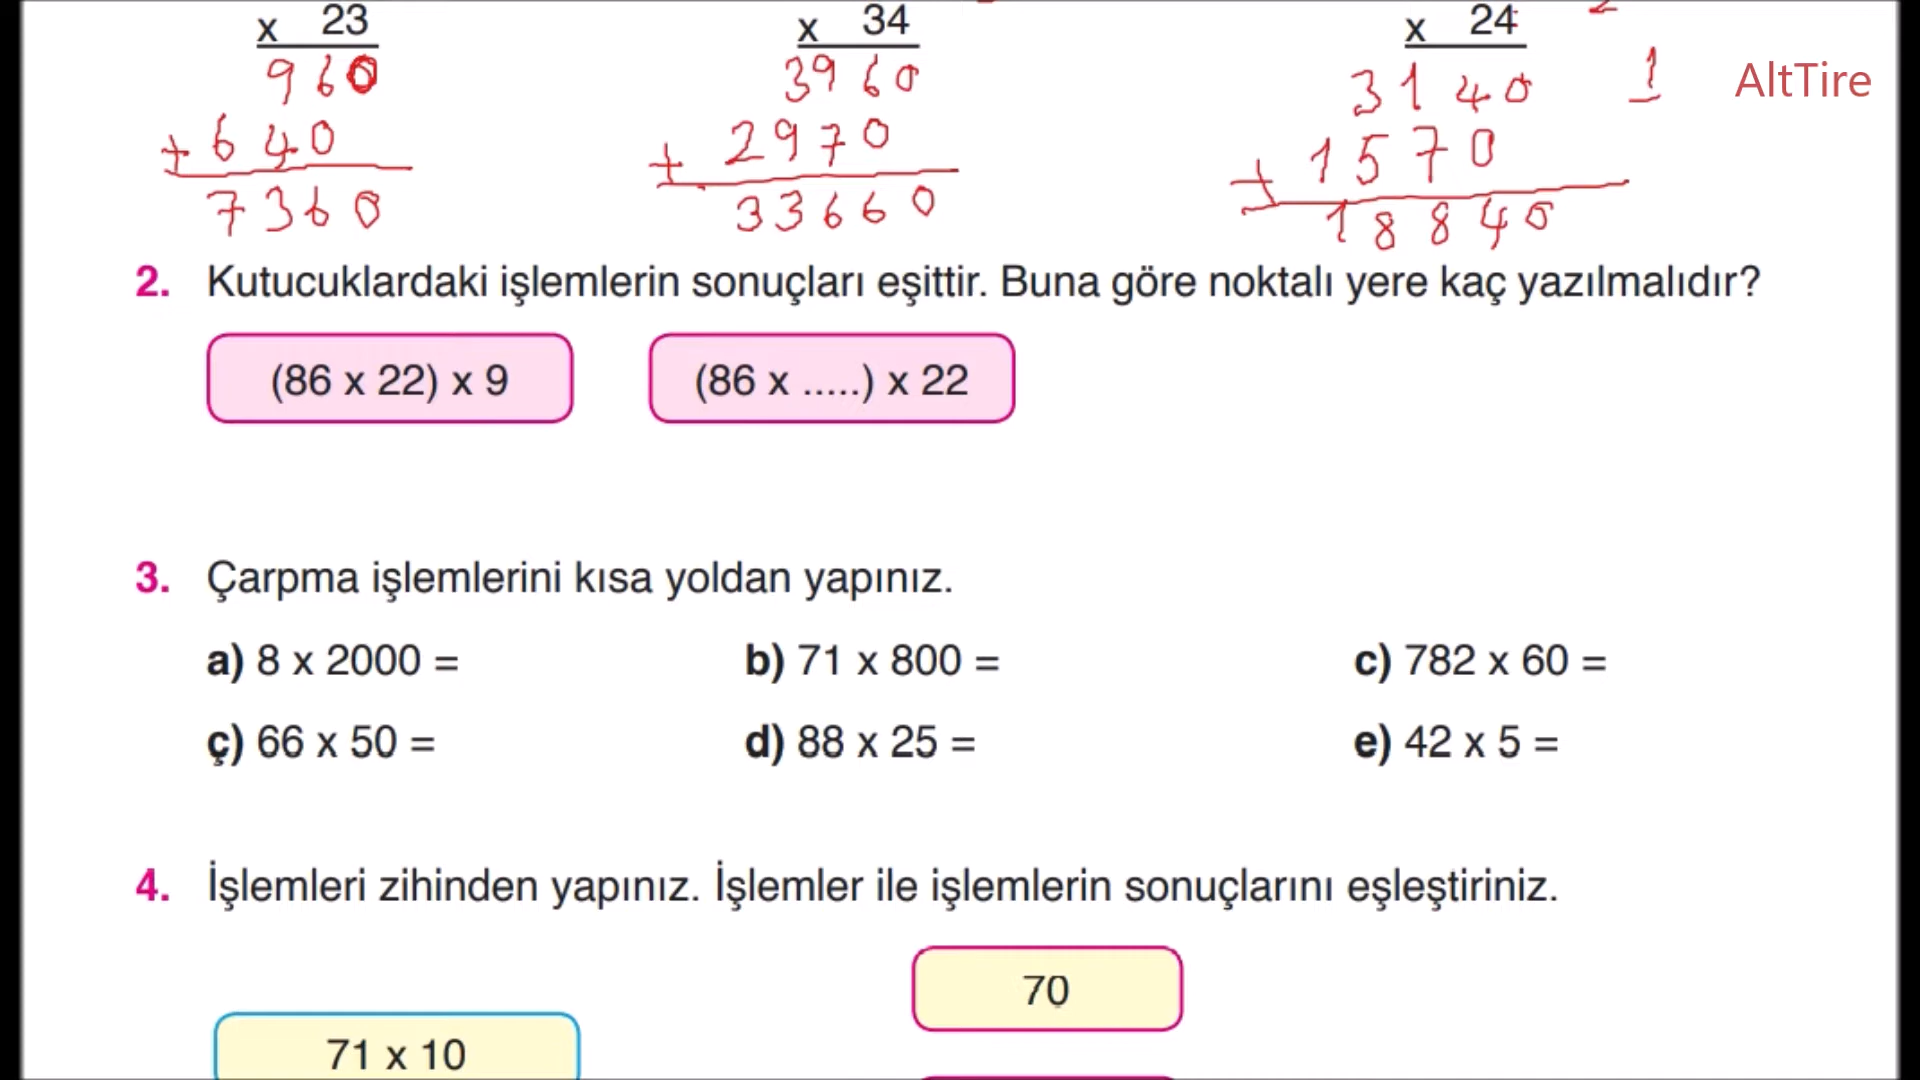 x 23 x 34 x 24
960 3960 3140 1 AltTire
+ 640 + 2970 + 1570
7360 33660 18840
2. Kutucuklardaki işlemlerin sonuçları eşittir. Buna göre noktalı yere kaç yazılmalıdır?
(86 x 22) x 9 (86 x .....) x 22
3. Çarpma işlemlerini kısa yoldan yapınız.
a) 8 x 2000 = b) 71 x 800 = c) 782 x 60 =
ç) 66 x 50 = d) 88 x 25 = e) 42 x 5 =
4. İşlemleri zihinden yapınız. İşlemler ile işlemlerin sonuçlarını eşleştiriniz.
70
71 x 10